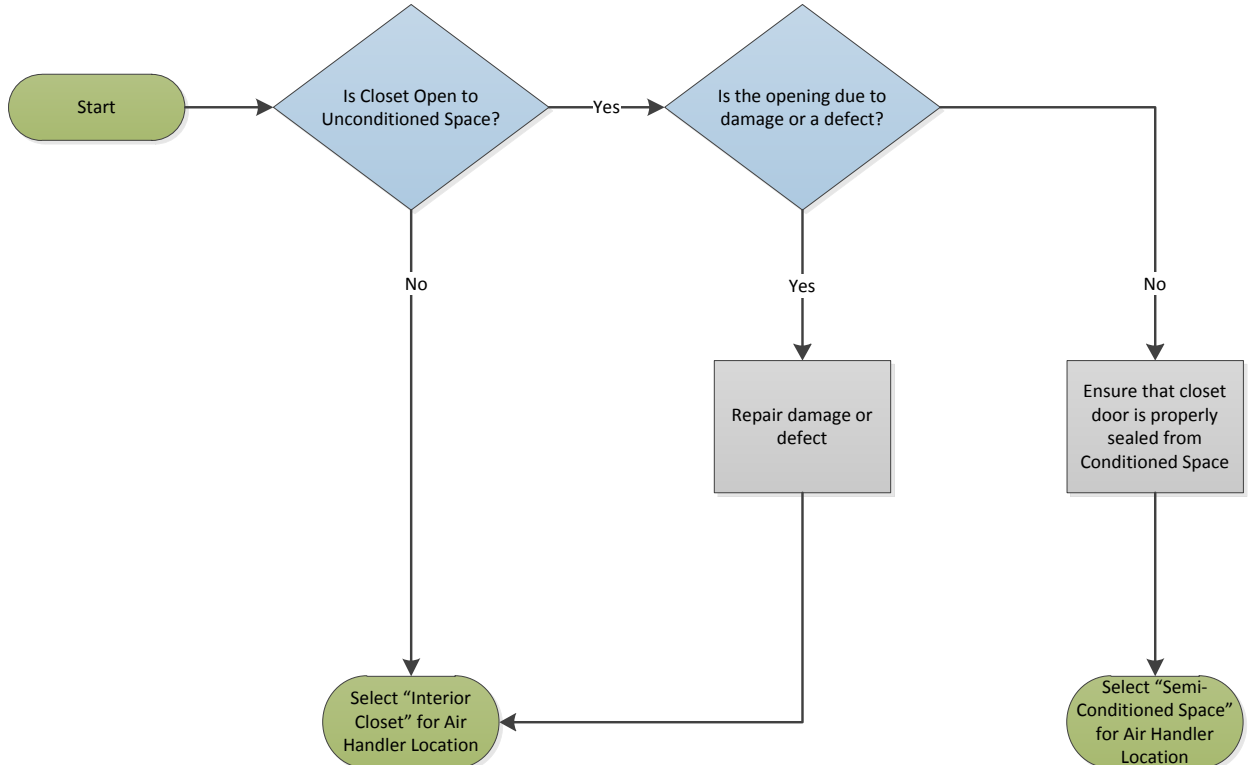 Start
Is Closet Open to
Unconditioned Space?
Yes
Is the opening due to
damage or a defect?
No
Yes
No
Repair damage or
defect
Ensure that closet
door is properly
sealed from
Conditioned Space
Select “Interior
Closet” for Air
Handler Location
Select “Semi-
Conditioned Space”
for Air Handler
Location